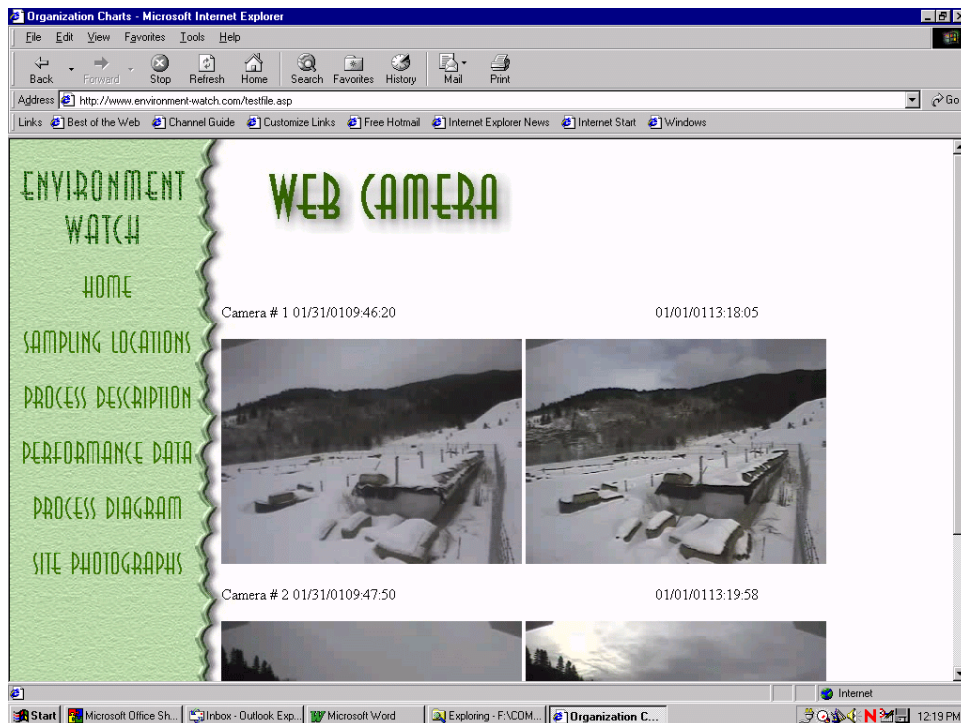 Organization Charts - Microsoft Internet Explorer
File Edit View Favorites Tools Help
Back Forward Stop Refresh Home Search Favorites History Mail Print
Address http://www.environment-watch.com/testfile.asp Go
Links Best of the Web Channel Guide Customize Links Free Hotmail Internet Explorer News Internet Start Windows
ENVIRONMENT
WATCH
HOME
SAMPLING LOCATIONS
PROCESS DESCRIPTION
PERFORMANCE DATA
PROCESS DIAGRAM
SITE PHOTOGRAPHS
WEB CAMERA
Camera # 1 01/31/0109:46:20 01/01/0113:18:05
Camera # 2 01/31/0109:47:50 01/01/0113:19:58
Internet
Start Microsoft Office Sh... Inbox - Outlook Exp... Microsoft Word Exploring - F:\COM... Organization C... 12:19 PM